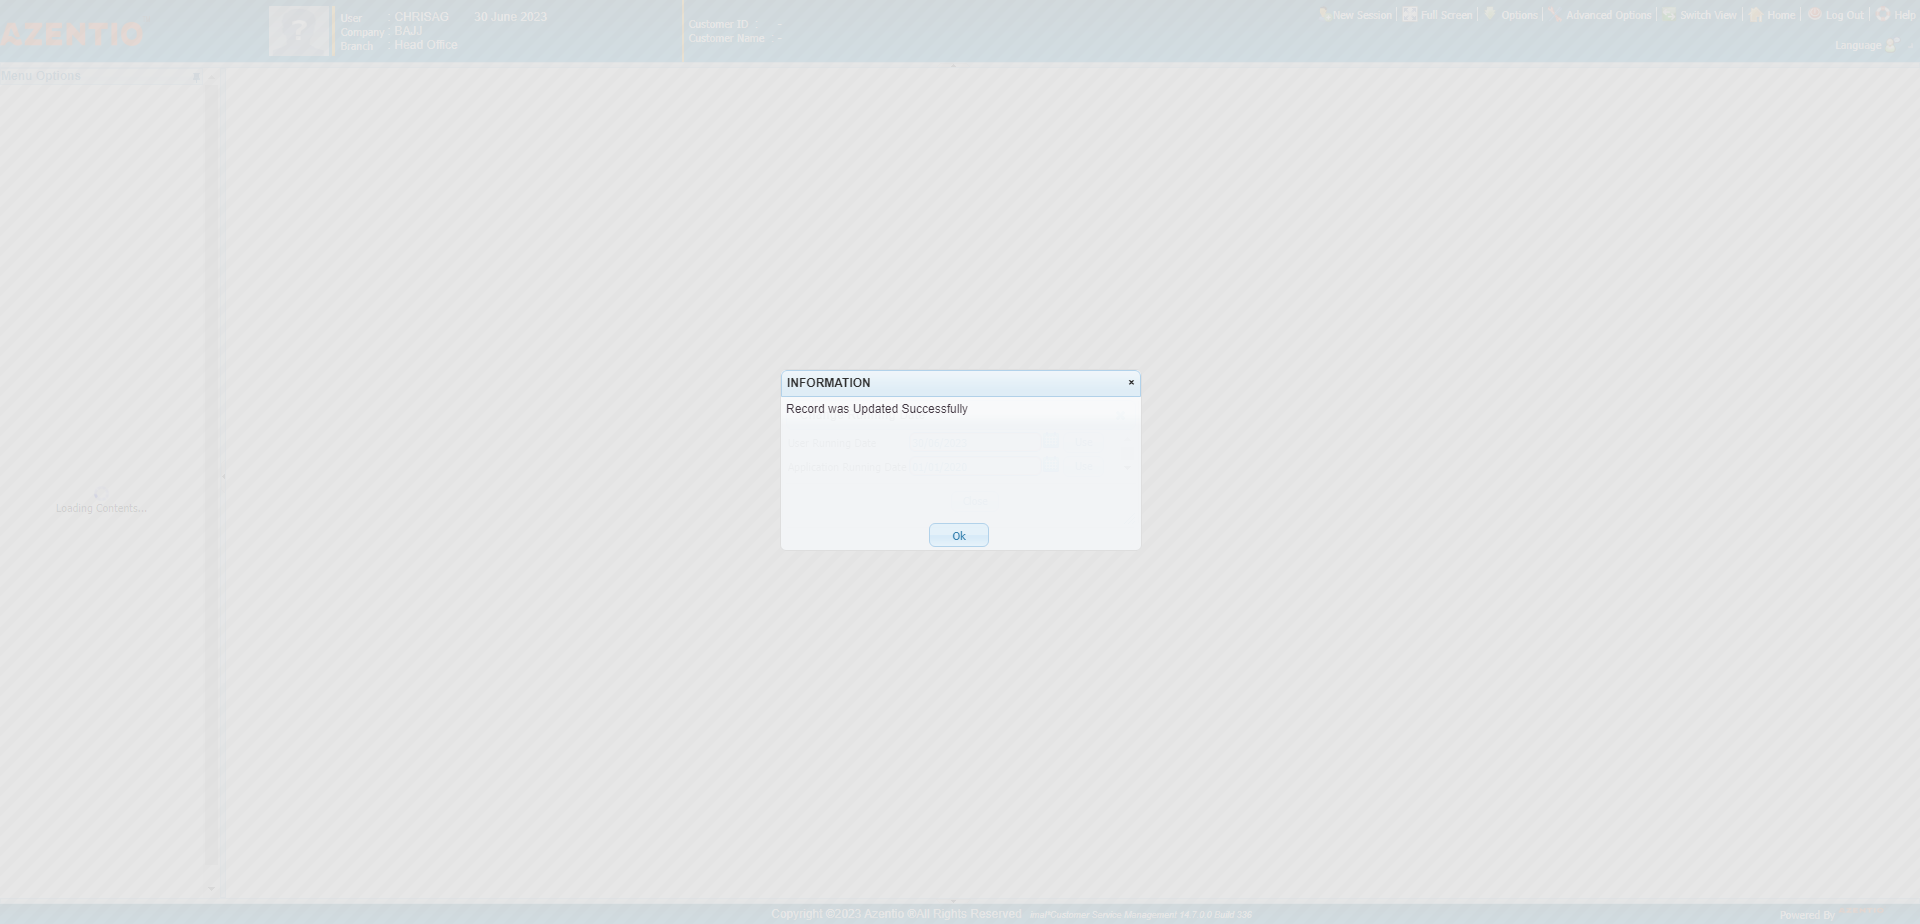 AZENTIO
?
User : CHRISAG 30 June 2023
Company : BAJJ
Branch : Head Office
Customer ID : -
Customer Name : -
New Session | Full Screen | Options | Advanced Options | Switch View | Home | Log Out | Help
Language
Menu Options
Loading Contents...
INFORMATION
Record was Updated Successfully
Ok
Copyright ©2023 Azentio ®All Rights Reserved
Powered By